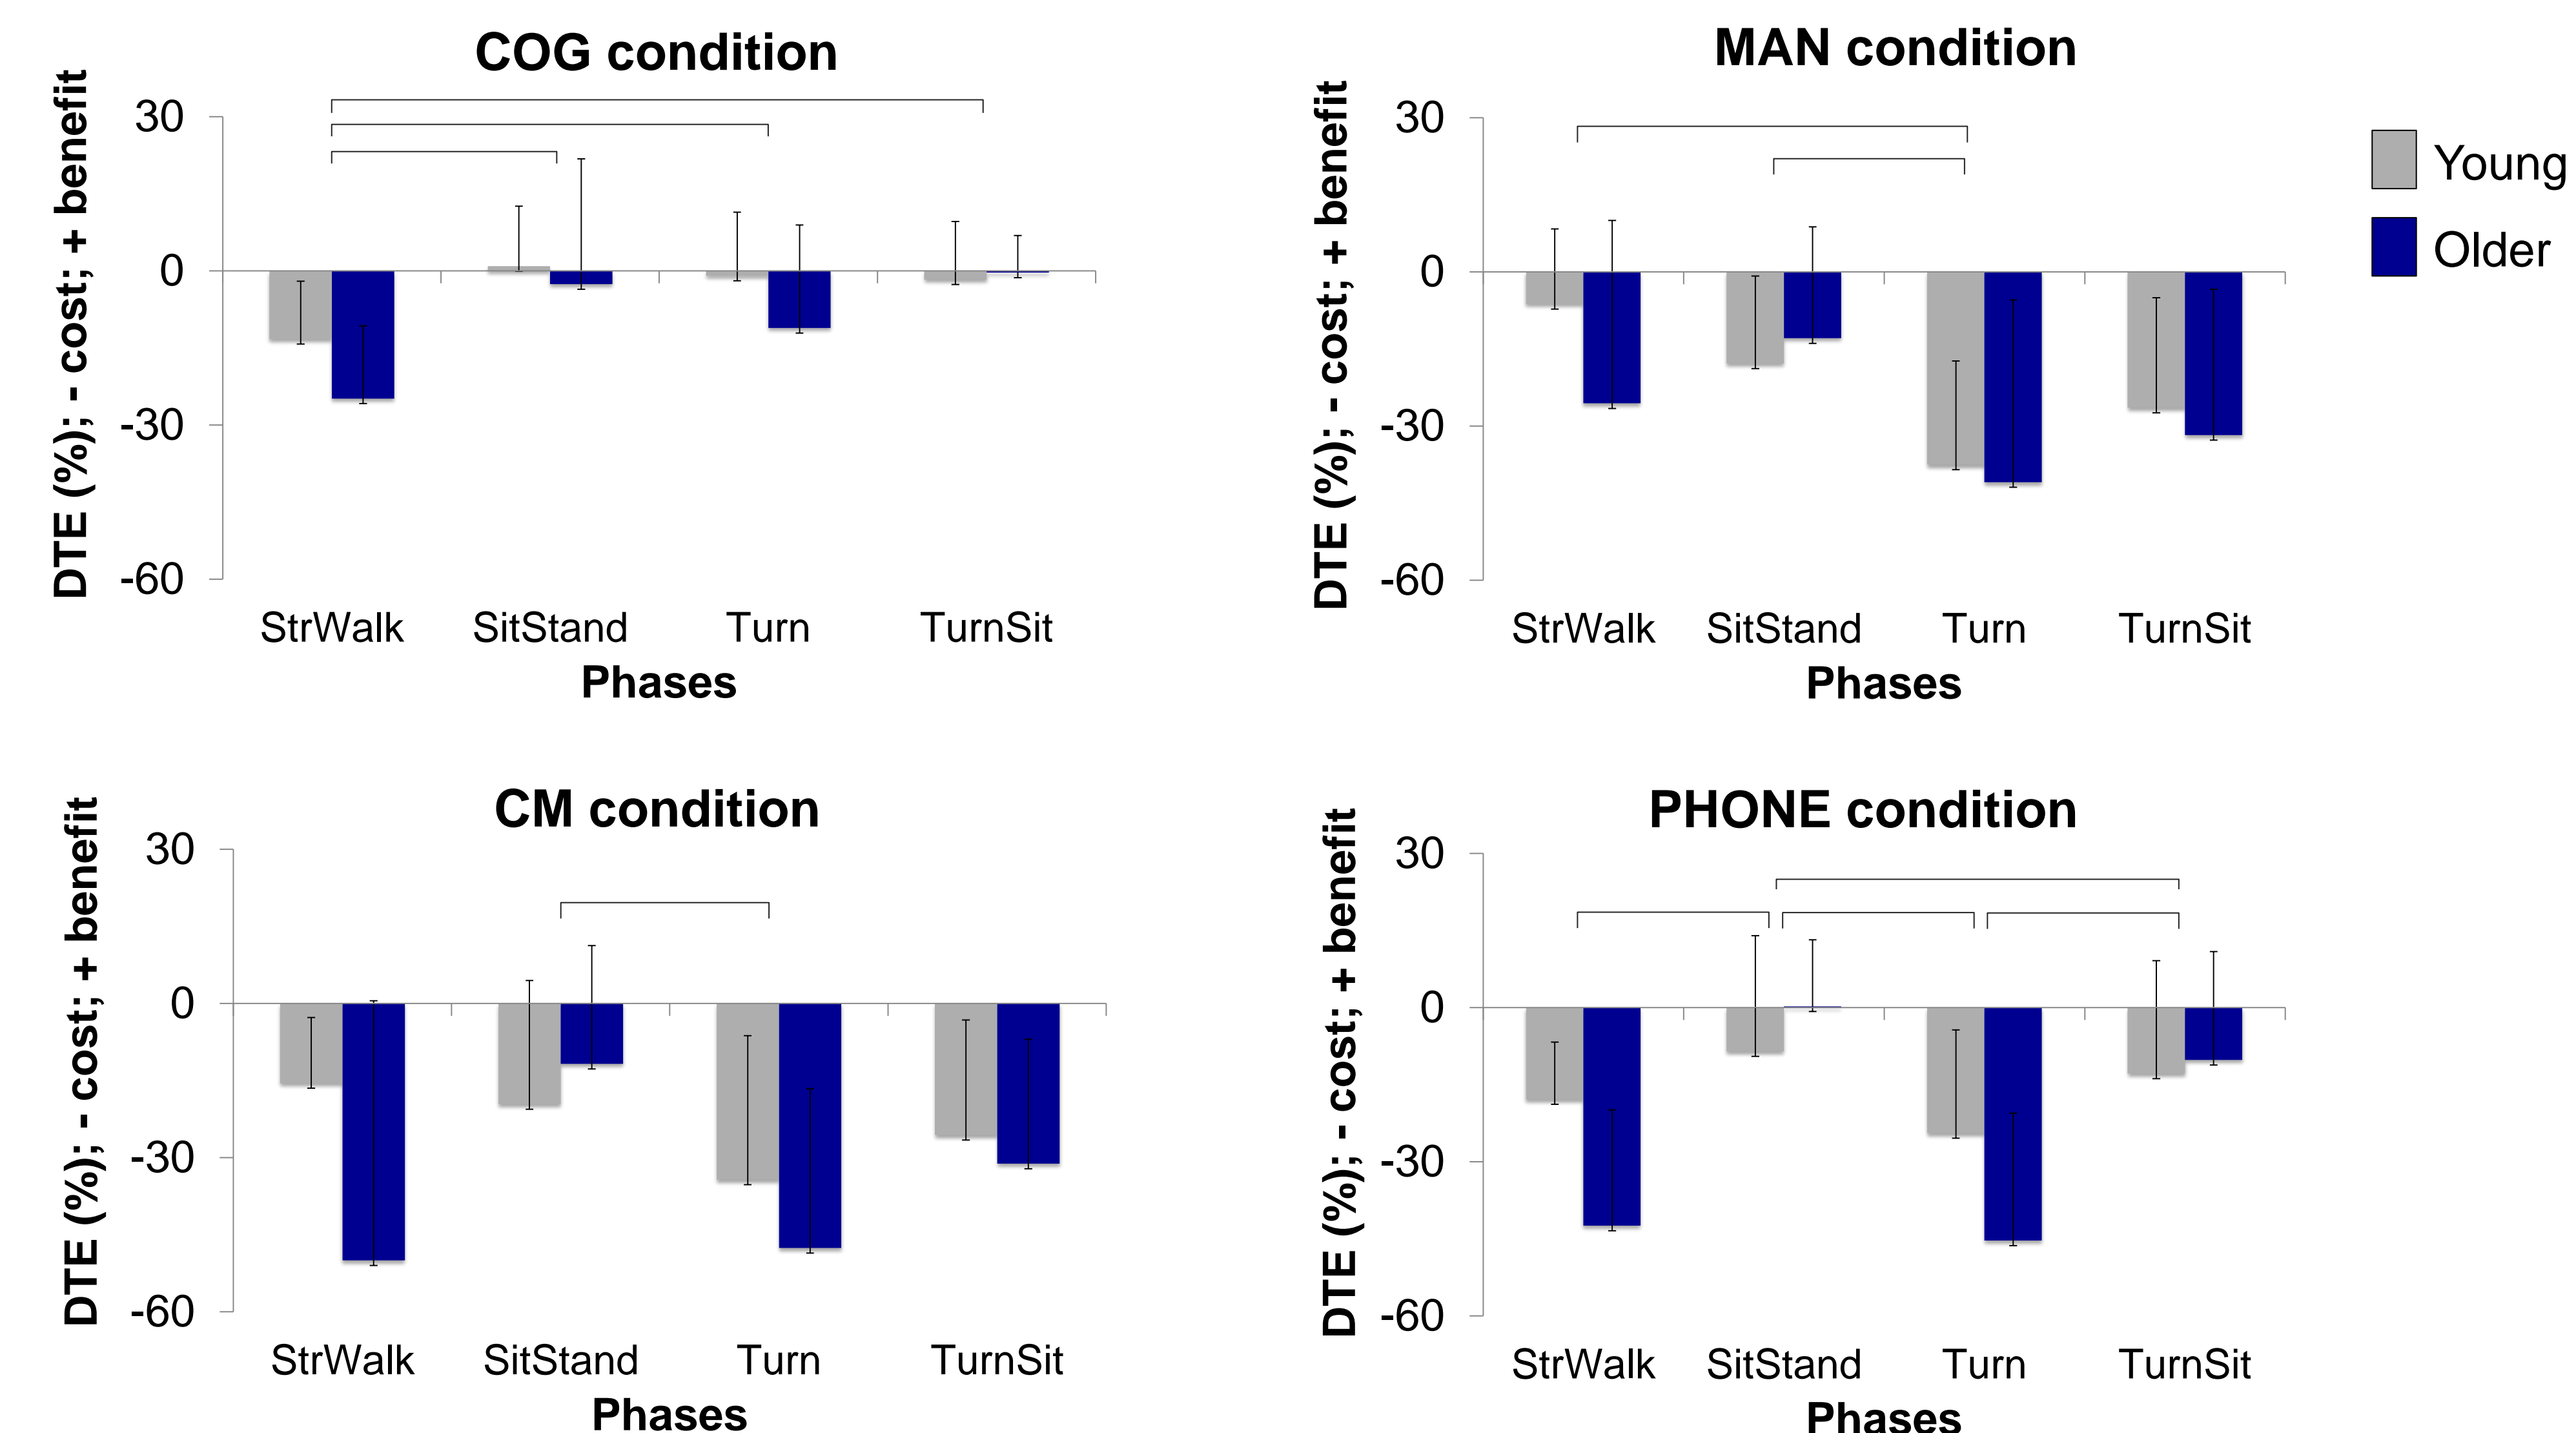 COG condition
DTE (%); - cost; + benefit
30
0
-30
-60
StrWalk SitStand Turn TurnSit
Phases
MAN condition
DTE (%); - cost; + benefit
30
0
-30
-60
StrWalk SitStand Turn TurnSit
Phases
Young
Older
CM condition
DTE (%); - cost; + benefit
30
0
-30
-60
StrWalk SitStand Turn TurnSit
Phases
PHONE condition
DTE (%); - cost; + benefit
30
0
-30
-60
StrWalk SitStand Turn TurnSit
Phases